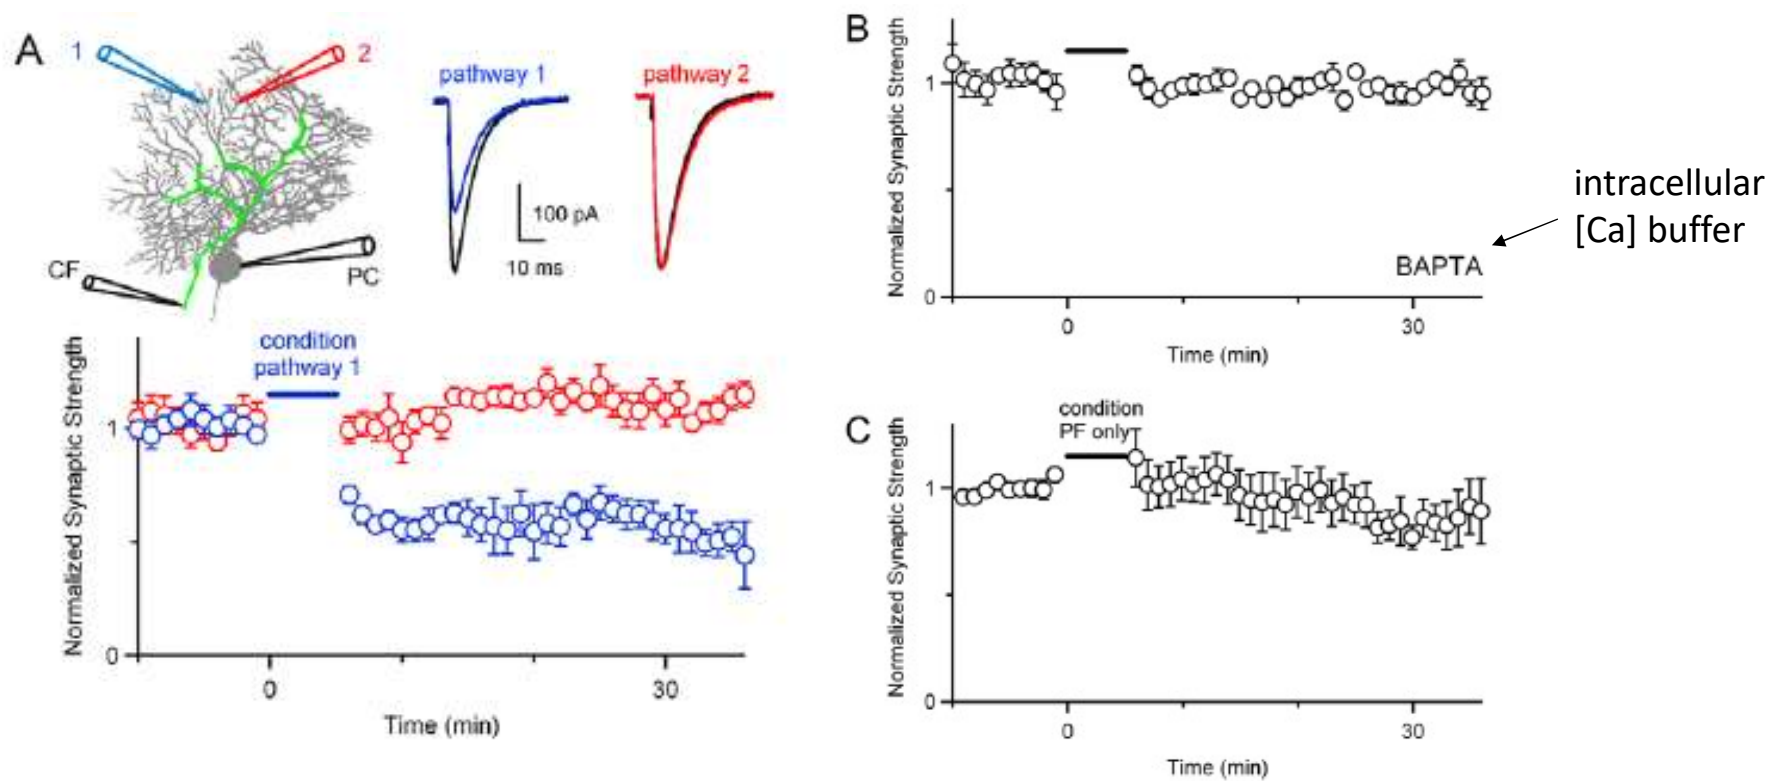 A
1
2
pathway 1
pathway 2
100 pA
10 ms
CF
PC
condition
pathway 1
Normalized Synaptic Strength
1
0
0
30
Time (min)
B
Normalized Synaptic Strength
1
0
BAPTA
0
30
Time (min)
intracellular
[Ca] buffer
C
condition
PF only
Normalized Synaptic Strength
1
0
0
30
Time (min)